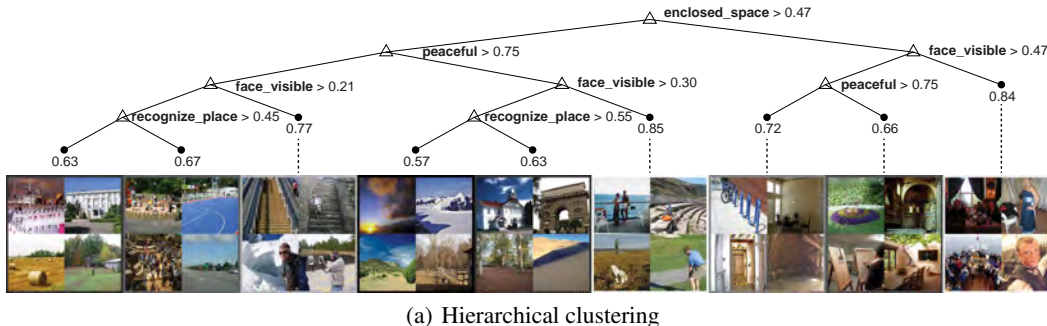 enclosed_space > 0.47
peaceful > 0.75
face_visible > 0.47
face_visible > 0.21
face_visible > 0.30
peaceful > 0.75
0.84
recognize_place > 0.45
0.77
recognize_place > 0.55
0.85
0.72
0.66
0.63
0.67
0.57
0.63
(a) Hierarchical clustering